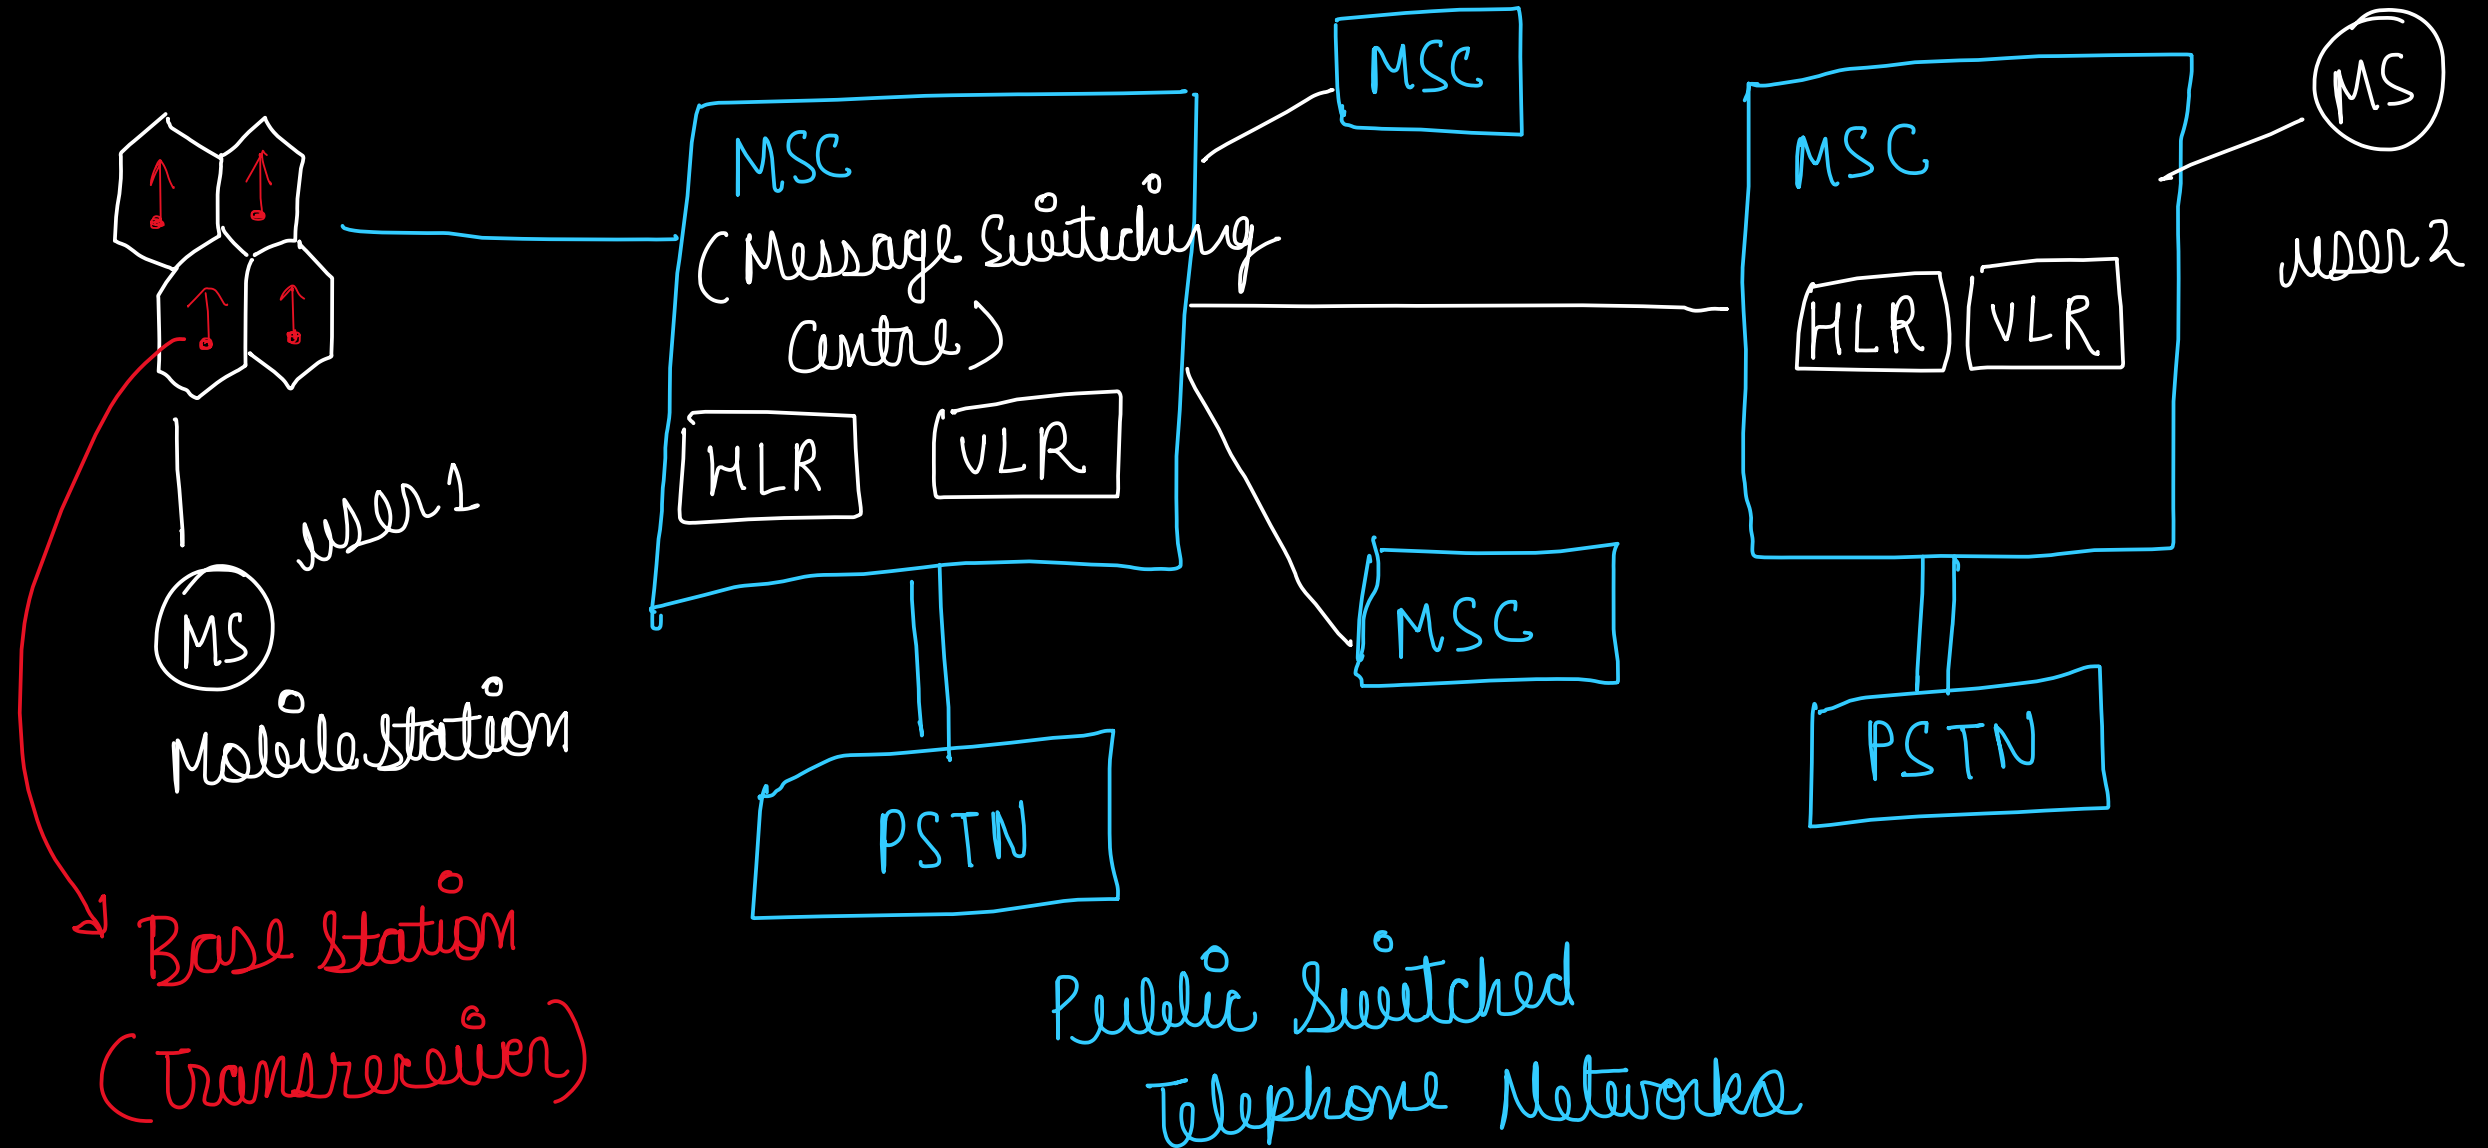 MSC
(Message Switching
Centre)
HLR
VLR
MSC
MSC
HLR
VLR
MS
user 2
MSC
user 1
MS
Mobile station
PSTN
PSTN
Base station
(Transreceiver)
Public Switched
Telephone Networks